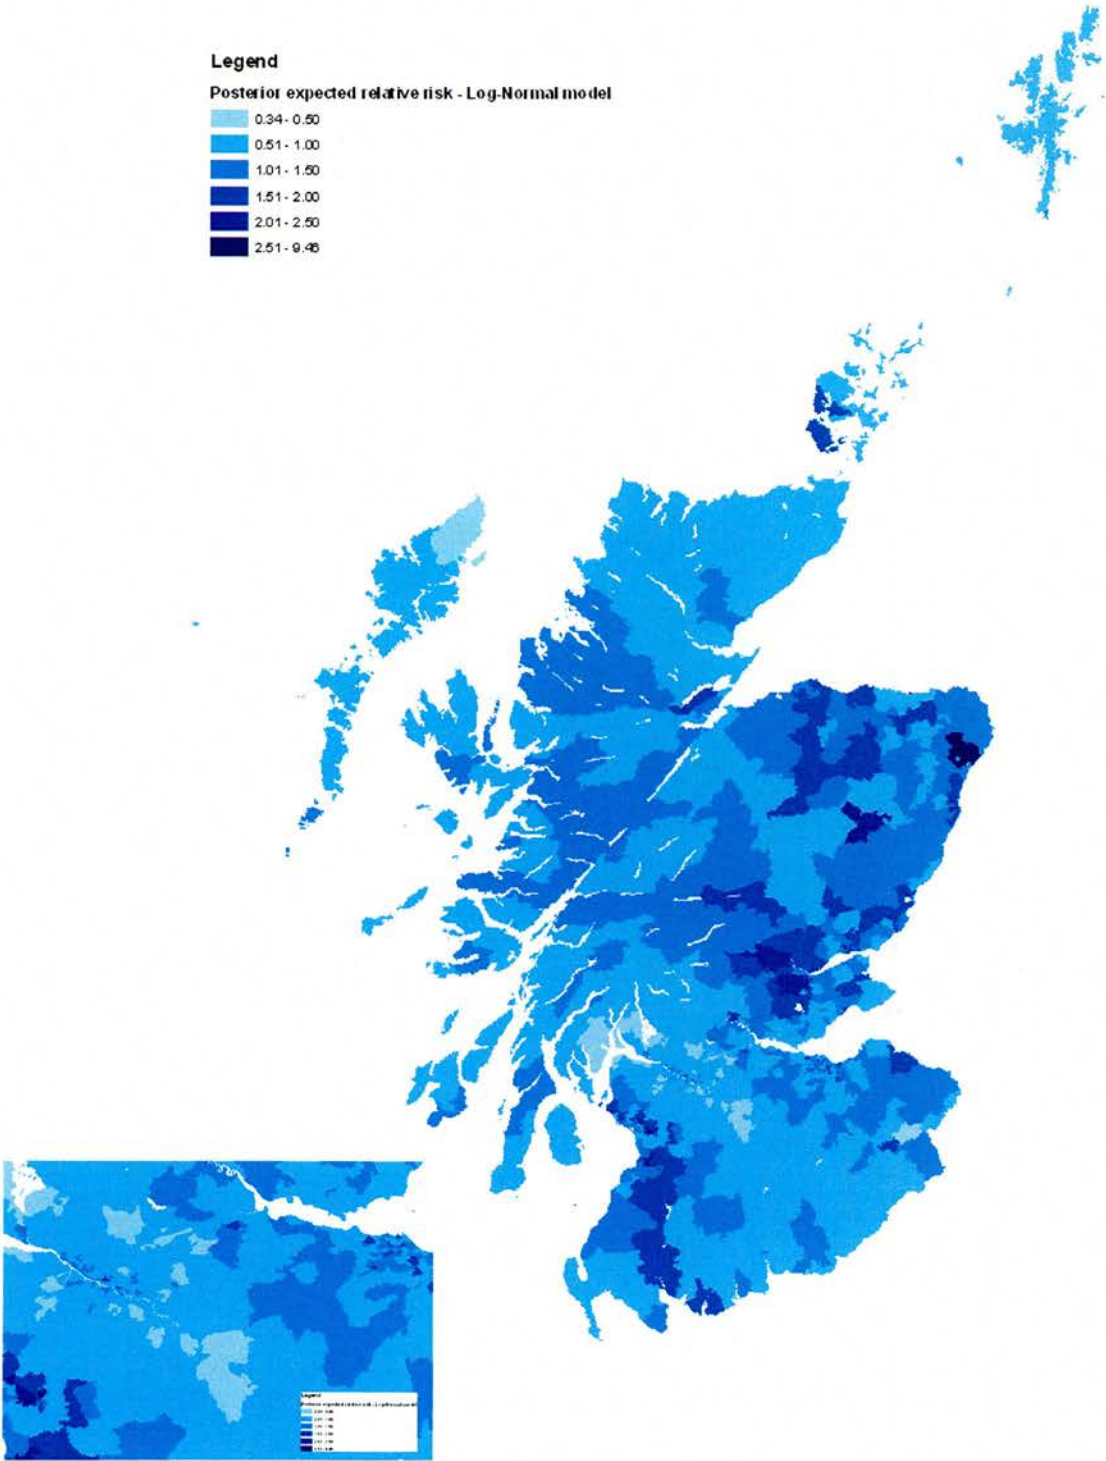 Legend
Posterior expected relative risk - Log-Normal model
0.34 - 0.50
0.51 - 1.00
1.01 - 1.50
1.51 - 2.00
2.01 - 2.50
2.51 - 9.46
Legend